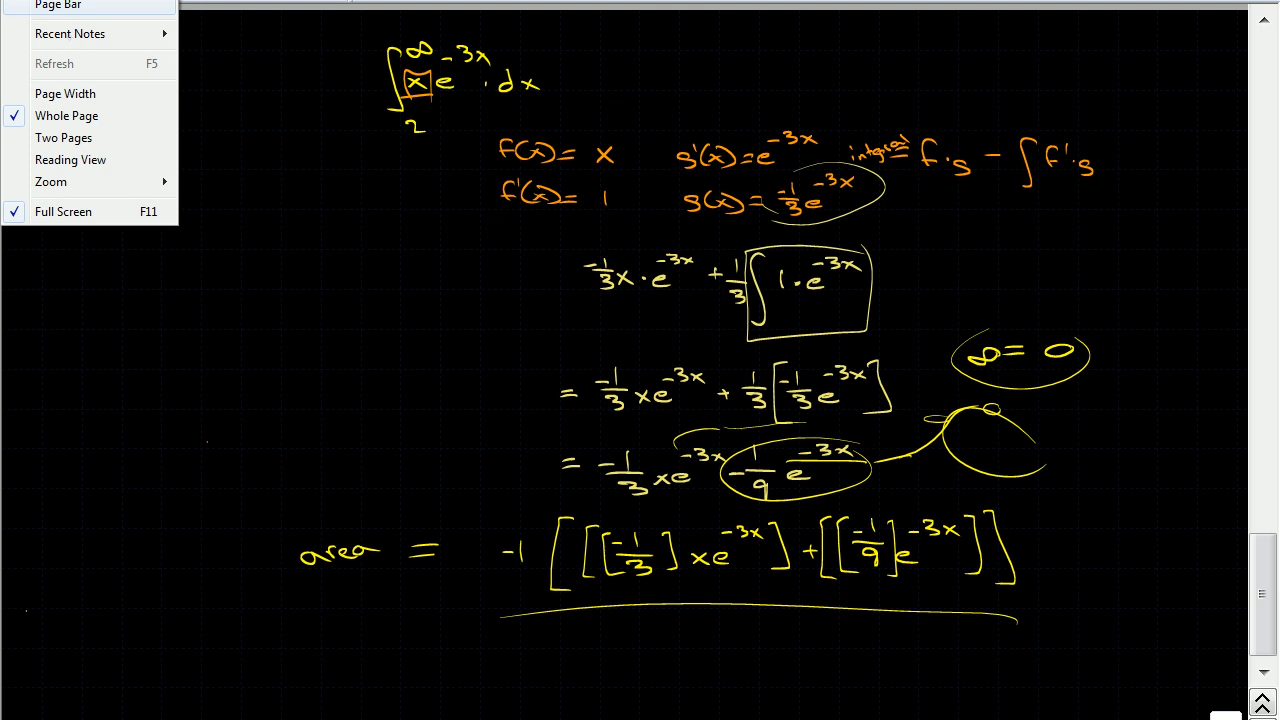 Page Bar
Recent Notes
Refresh F5
Page Width
✓ Whole Page
Two Pages
Reading View
Zoom
✓ Full Screen F11
∫₂^∞ x e^{-3x} · dx
f(x) = x g'(x) = e^{-3x} integral = f·g - ∫ f'·g
f'(x) = 1 g(x) = -1/3 e^{-3x}
-1/3 x · e^{-3x} + 1/3 ∫ 1 · e^{-3x}
∞ = 0
= -1/3 x e^{-3x} + 1/3 [-1/3 e^{-3x}]
= -1/3 x e^{-3x} -1/9 e^{-3x}
area = -1 [[[-1/3] x e^{-3x}] + [[-1/9] e^{-3x}]]